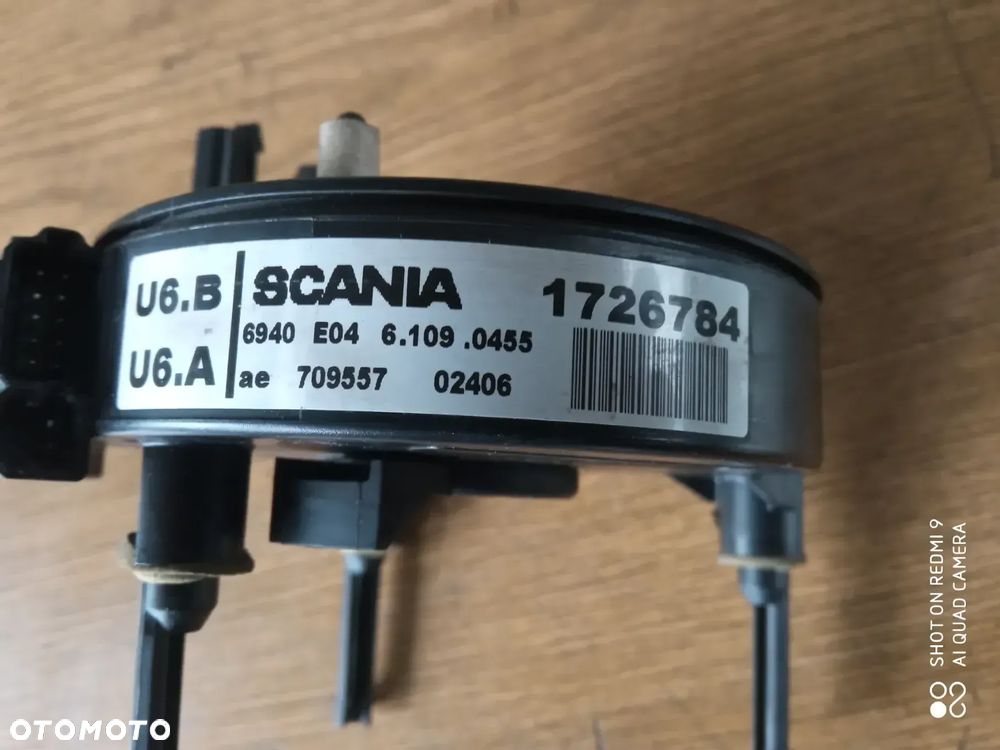 U6.B
U6.A
SCANIA
1726784
6940 E04 6.109 .0455
ae 709557 02406
SHOT ON REDMI 9
AI QUAD CAMERA
OTOMOTO